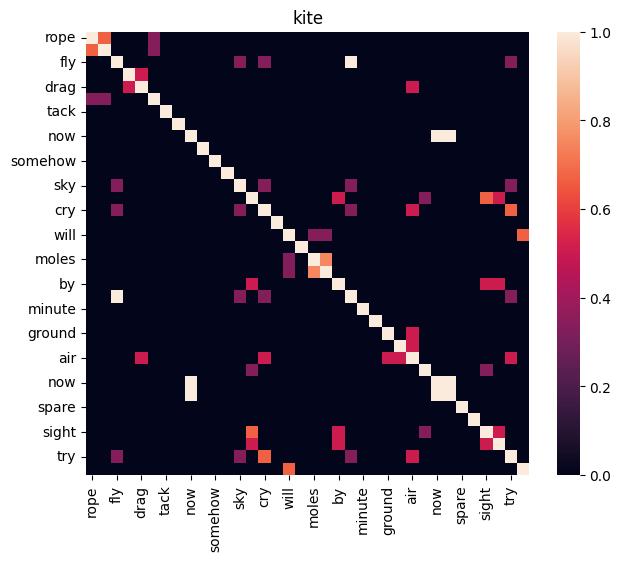 kite
rope
fly
drag
tack
now
somehow
sky
cry
will
moles
by
minute
ground
air
now
spare
sight
try
rope
fly
drag
tack
now
somehow
sky
cry
will
moles
by
minute
ground
air
now
spare
sight
try
1.0
0.8
0.6
0.4
0.2
0.0